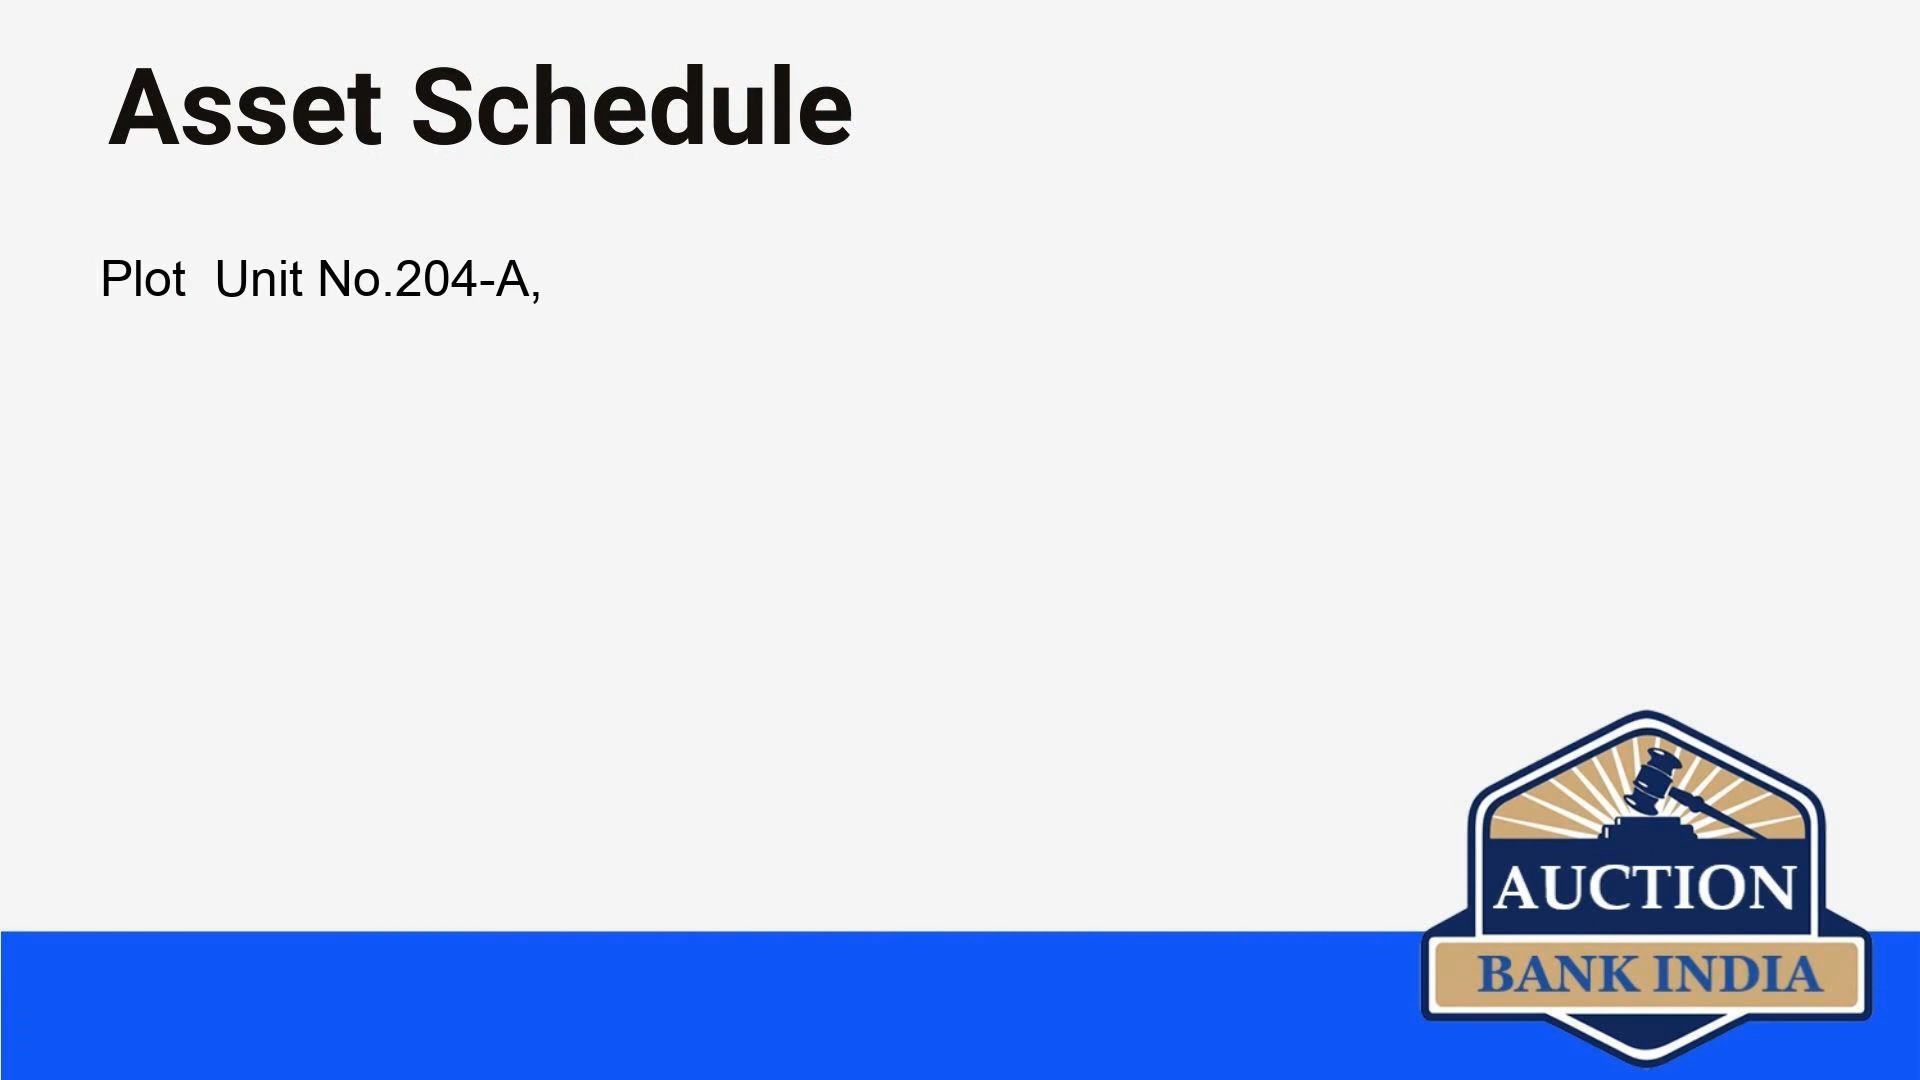 Asset Schedule
Plot  Unit No.204-A,
AUCTION
BANK INDIA